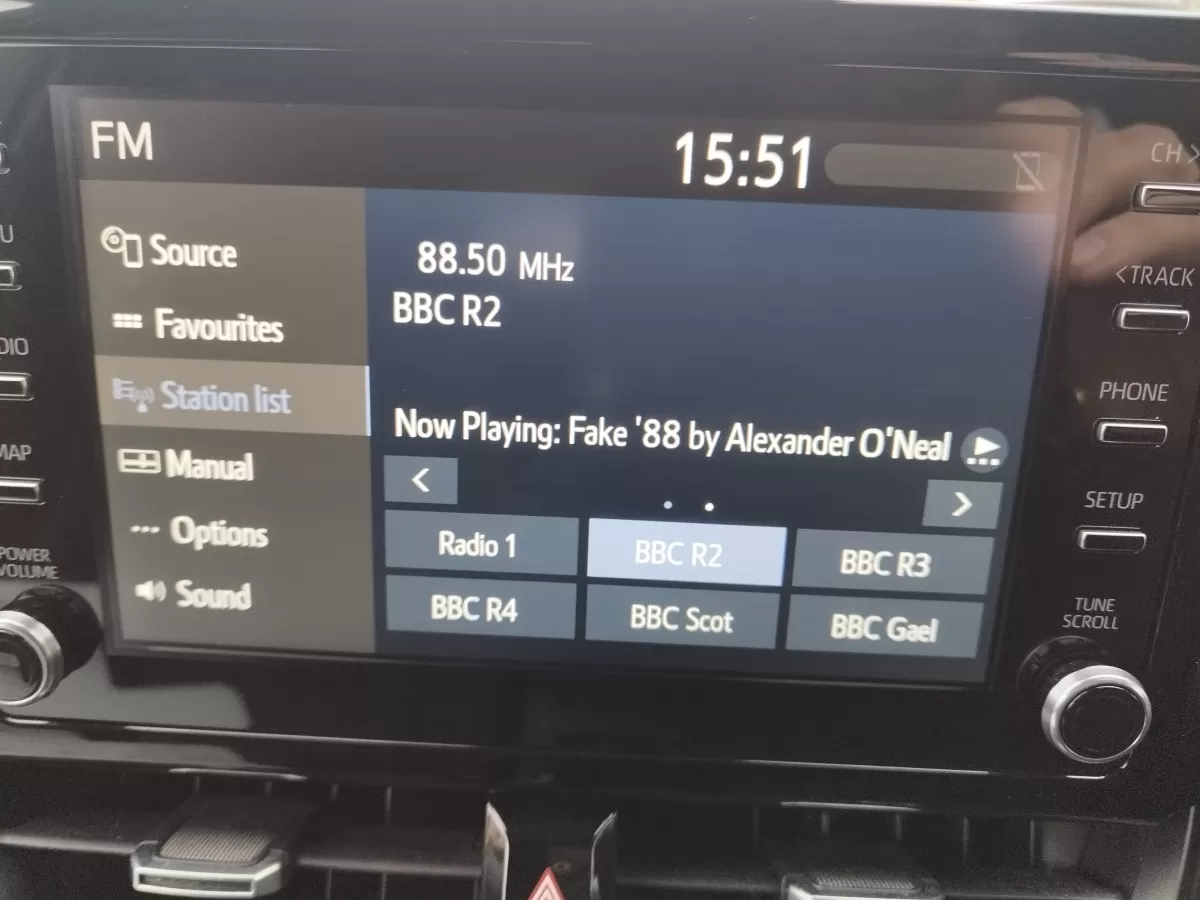 FM
15:51
CH >
U
Source
88.50 MHz
BBC R2
< TRACK
Favourites
DIO
Station list
PHONE
Now Playing: Fake '88 by Alexander O'Neal
MAP
Manual
<
>
SETUP
Options
Radio 1
BBC R2
BBC R3
POWER
VOLUME
Sound
BBC R4
BBC Scot
BBC Gael
TUNE
SCROLL